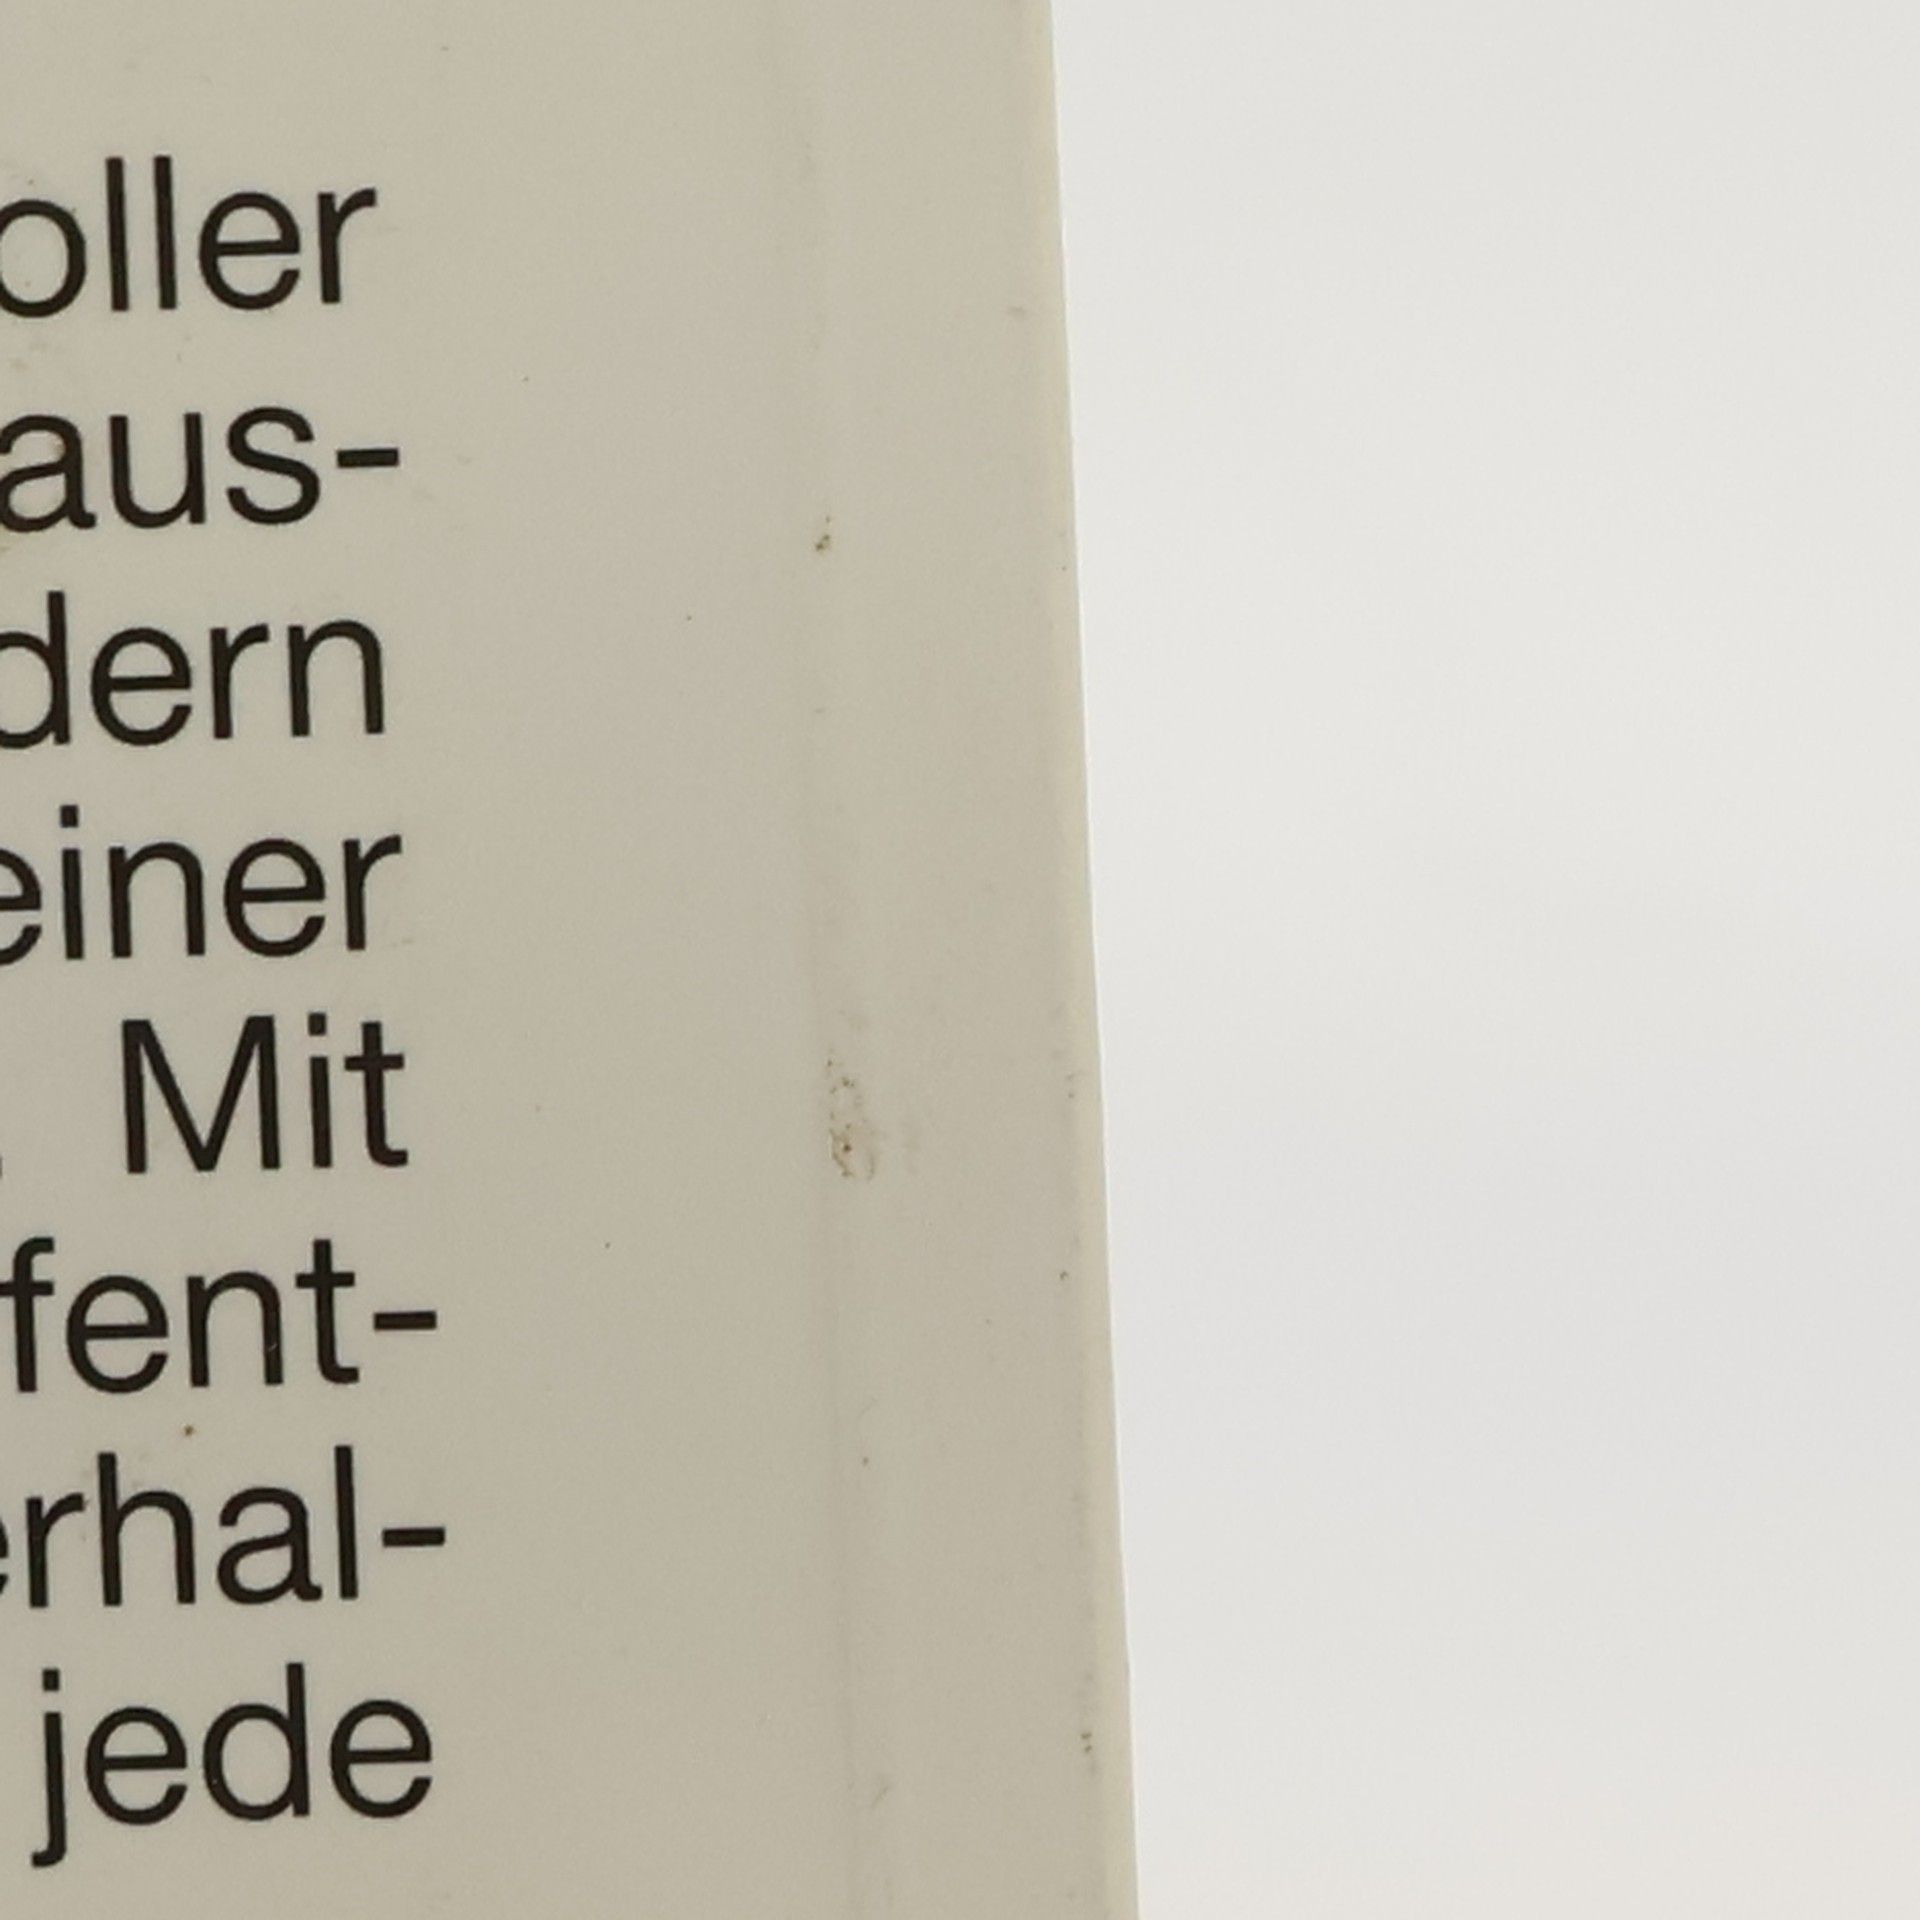 oller
aus-
dern
einer
. Mit
fent-
erhal-
jede